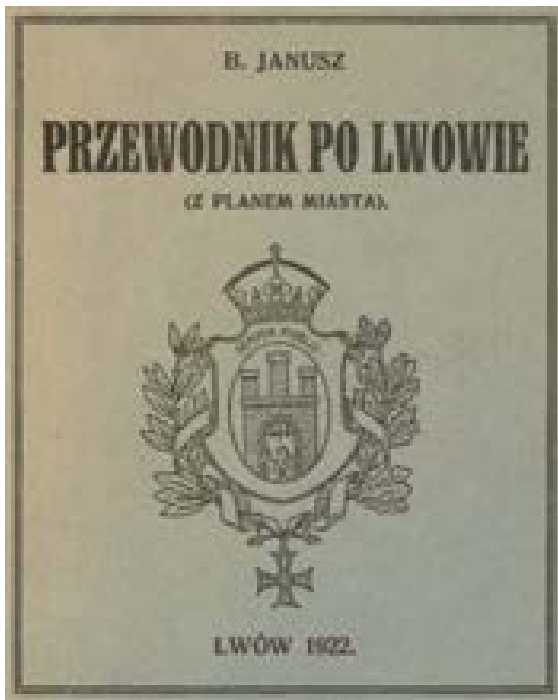 B. JANUSZ
PRZEWODNIK PO LWOWIE
(Z PLANEM MIASTA).
LWÓW 1922.